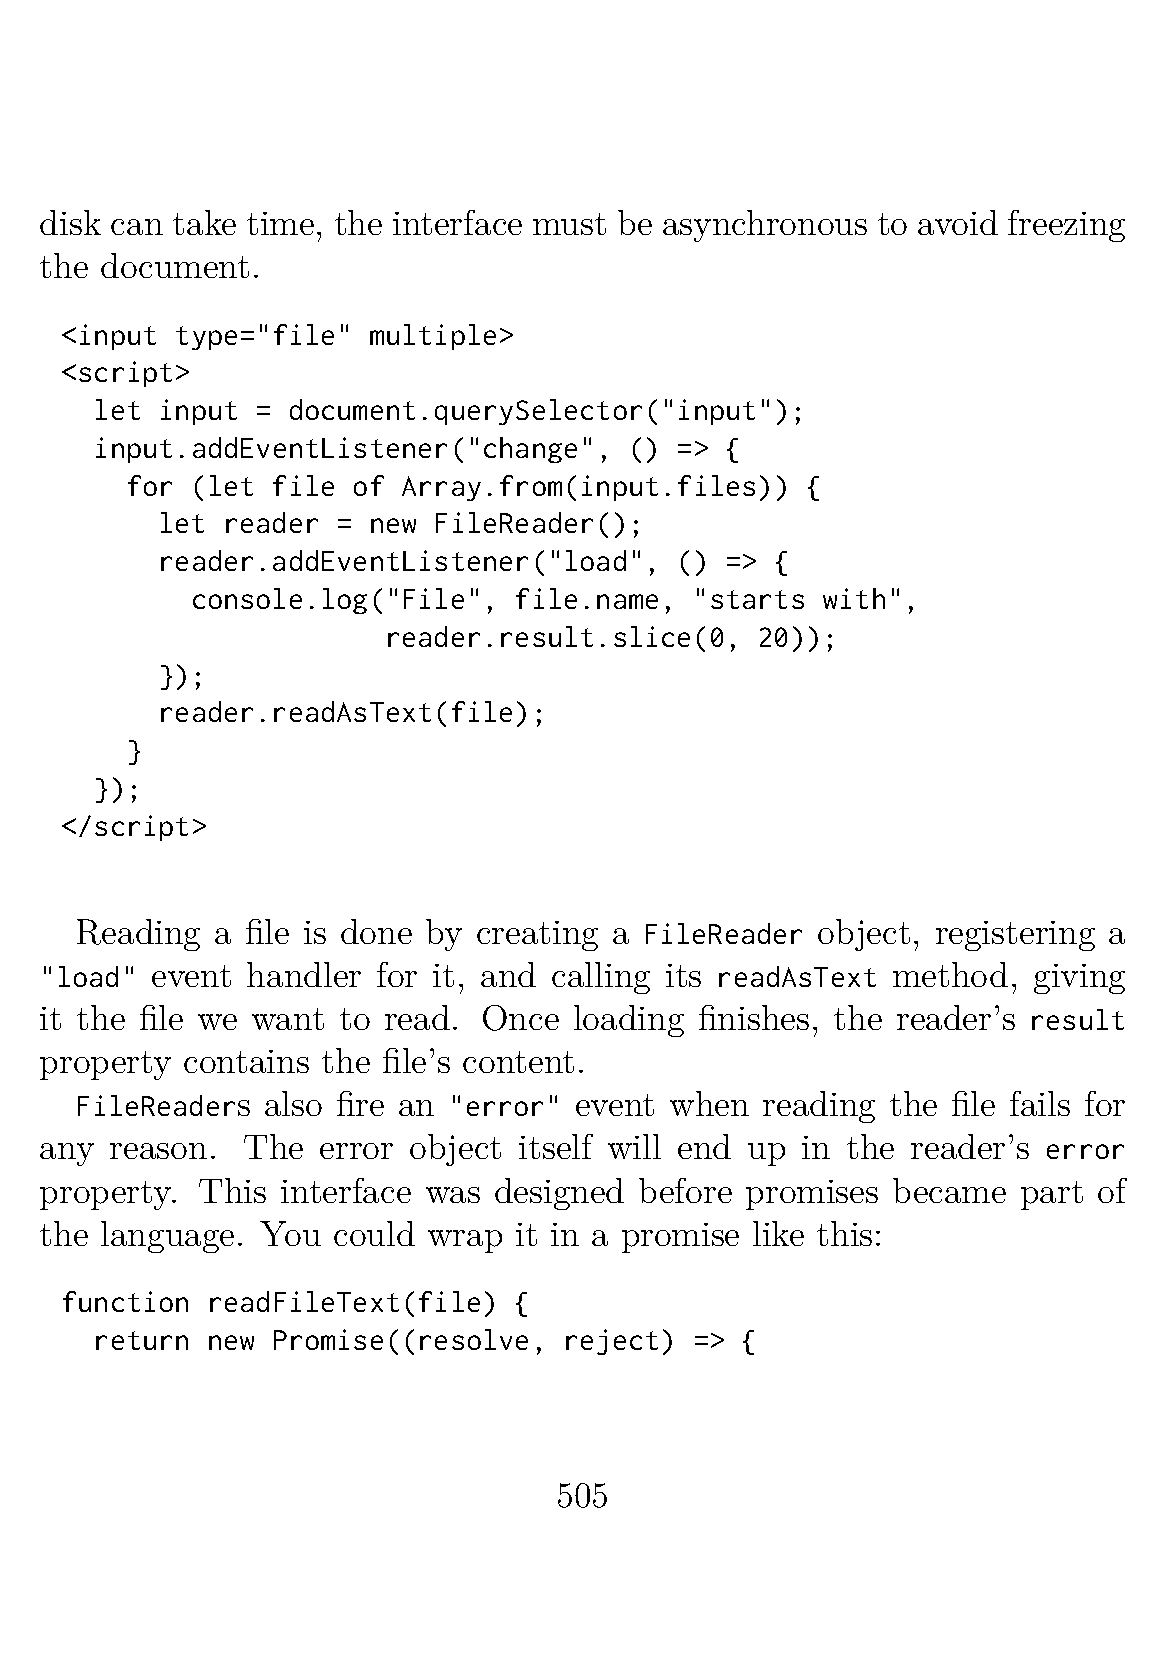 disk can take time, the interface must be asynchronous to avoid freezing
the document.
<input type="file" multiple>
<script>
  let input = document.querySelector("input");
  input.addEventListener("change", () => {
    for (let file of Array.from(input.files)) {
      let reader = new FileReader();
      reader.addEventListener("load", () => {
        console.log("File", file.name, "starts with",
                    reader.result.slice(0, 20));
      });
      reader.readAsText(file);
    }
  });
</script>
Reading a file is done by creating a FileReader object, registering a
"load" event handler for it, and calling its readAsText method, giving
it the file we want to read. Once loading finishes, the reader’s result
property contains the file’s content.
FileReaders also fire an "error" event when reading the file fails for
any reason. The error object itself will end up in the reader’s error
property. This interface was designed before promises became part of
the language. You could wrap it in a promise like this:
function readFileText(file) {
  return new Promise((resolve, reject) => {
505